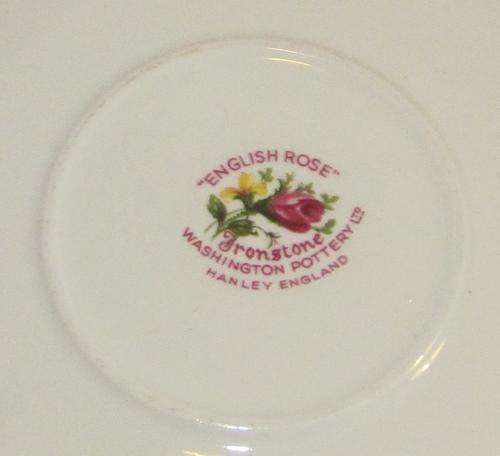 "ENGLISH ROSE"
Ironstone
WASHINGTON POTTERY LTD
HANLEY ENGLAND